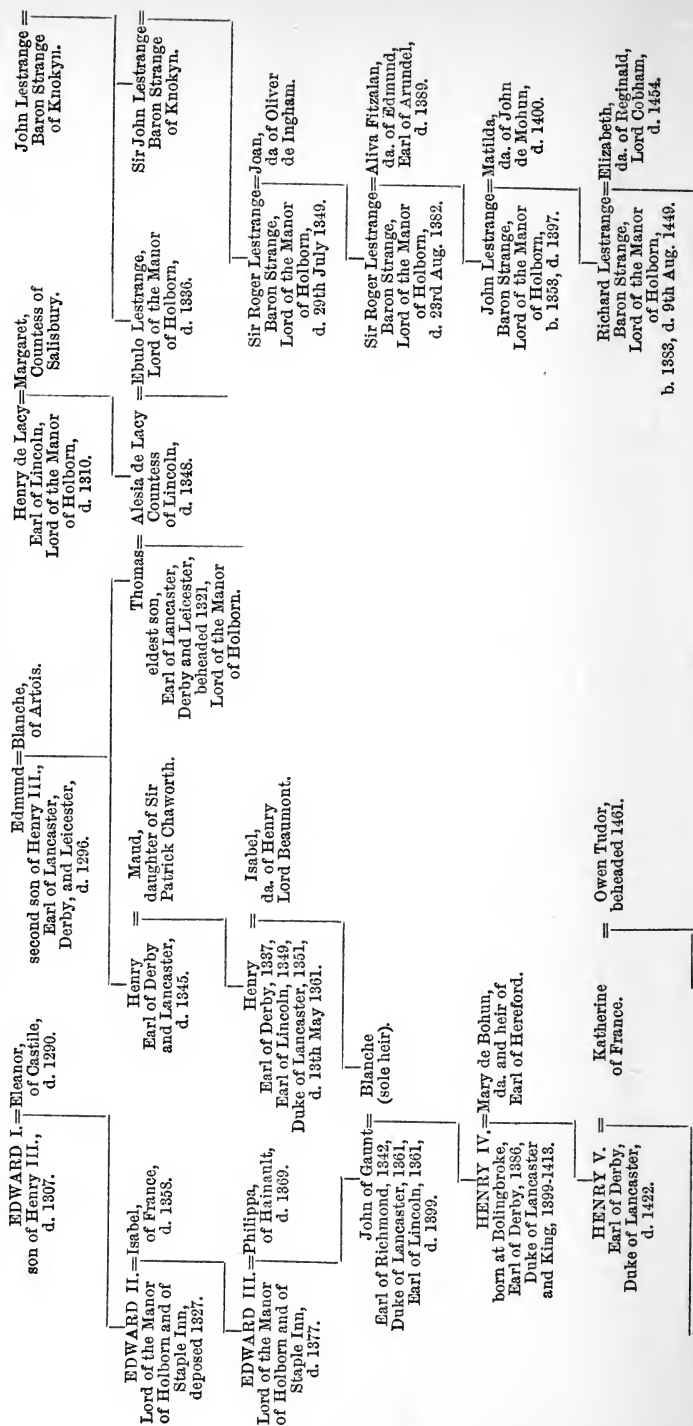 EDWARD I.=Eleanor,
son of Henry III., of Castile,
d. 1307. d. 1290.
Edmund=Blanche,
second son of Henry III., of Artois.
Earl of Lancaster,
Derby, and Leicester,
d. 1296.
Henry de Lacy=Margaret,
Earl of Lincoln, Countess of
Lord of the Manor Salisbury.
of Holborn,
d. 1310.
John Lestrange=
Baron Strange
of Knokyn
EDWARD II.=Isabel,
Lord of the Manor of France,
of Holborn and of d. 1358.
Staple Inn,
deposed 1327.
Henry = Maud,
Earl of Derby daughter of Sir
and Lancaster, Patrick Chaworth.
d. 1345.
Thomas= Alesia de Lacy =Ebulo Lestrange,
eldest son, Countess Lord of the Manor
Earl of Lancaster, of Lincoln, of Holborn,
Derby and Leicester, d. 1348. d. 1336.
beheaded 1321,
Lord of the Manor
of Holborn.
Sir John Lestrange=
Baron Strange
of Knokyn.
EDWARD III.=Philippa,
Lord of the Manor of Hainault,
of Holborn and of d. 1369.
Staple Inn,
d. 1377.
Henry = Isabel,
Earl of Derby, 1337, da. of Henry
Earl of Lincoln, 1349, Lord Beaumont.
Duke of Lancaster, 1351,
d. 13th May 1361.
Sir Roger Lestrange=Joan,
Baron Strange, da of Oliver
Lord of the Manor de Ingham.
of Holborn,
d. 29th July 1349.
John of Gaunt= Blanche
Earl of Richmond, 1342, (sole heir).
Duke of Lancaster, 1361,
Earl of Lincoln, 1361,
d. 1399.
Sir Roger Lestrange=Aliva Fitzalan,
Baron Strange, da. of Edmund,
Lord of the Manor Earl of Arundel,
of Holborn, d. 1389.
d. 23rd Aug. 1382.
HENRY IV.=Mary de Bohun,
born at Bolingbroke, da. and heir of
Earl of Derby, 1386, Earl of Hereford.
Duke of Lancaster
and King, 1399-1413.
John Lestrange=Matilda,
Baron Strange, da. of John
Lord of the Manor de Mohun,
of Holborn, d. 1400.
b. 1353, d. 1397.
HENRY V. = Katherine = Owen Tudor,
Earl of Derby, of France. beheaded 1461.
Duke of Lancaster,
d. 1422.
Richard Lestrange=Elizabeth,
Baron Strange, da. of Reginald,
Lord of the Manor Lord Cobham,
of Holborn, d. 1454.
b. 1383, d. 9th Aug. 1449.